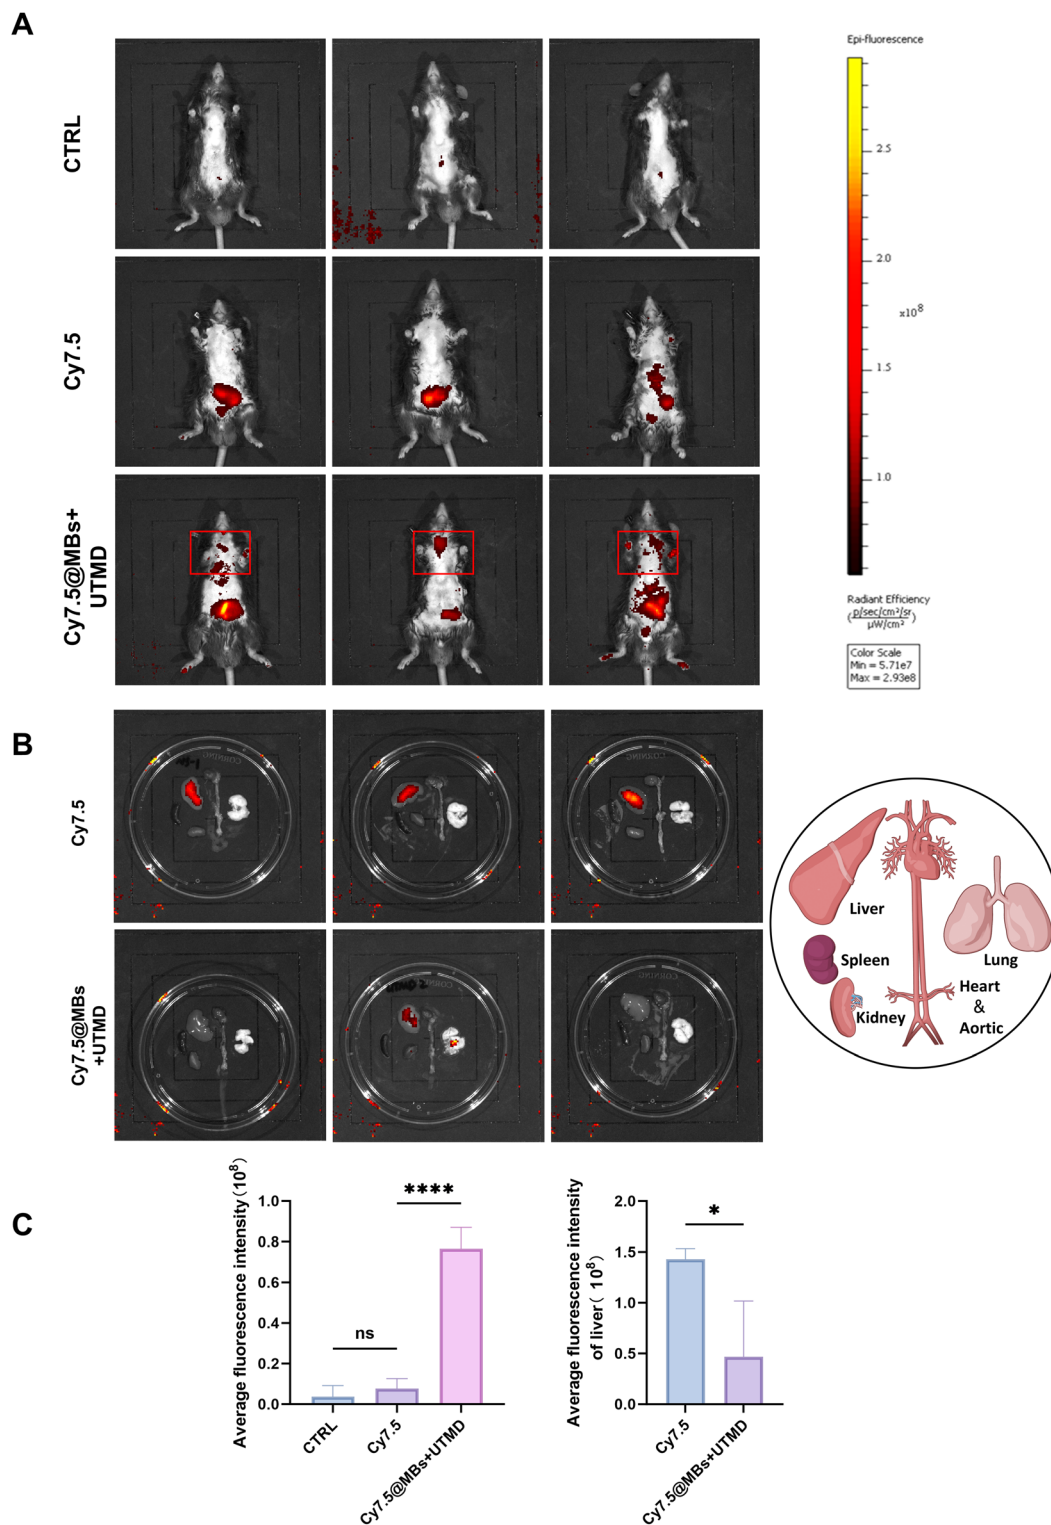 A
CTRL
Cy7.5
Cy7.5@MBs+
UTMD
Epi-fluorescence
2.5
2.0
x10⁸
1.5
1.0
Radiant Efficiency
(p/sec/cm²/sr
µW/cm²)
Color Scale
Min = 5.71e7
Max = 2.93e8
B
Cy7.5
Cy7.5@MBs
+UTMD
CORNING
CORNING
CORNING
Liver
Spleen
Kidney
Lung
Heart
&
Aortic
C
Average fluorescence intensity(10⁸)
1.0
0.8
0.6
0.4
0.2
0.0
ns
****
CTRL
Cy7.5
Cy7.5@MBs+UTMD
Average fluorescence intensity
of liver( 10⁸)
2.0
1.5
1.0
0.5
0.0
*
Cy7.5
Cy7.5@MBs+UTMD